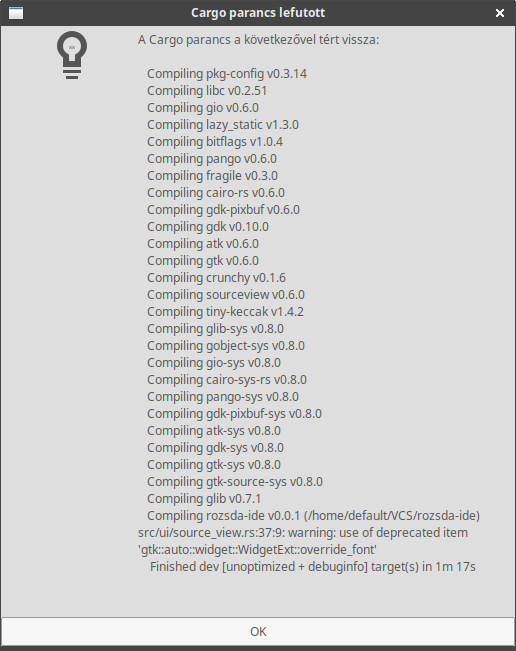 Cargo parancs lefutott
A Cargo parancs a következővel tért vissza:
Compiling pkg-config v0.3.14
Compiling libc v0.2.51
Compiling gio v0.6.0
Compiling lazy_static v1.3.0
Compiling bitflags v1.0.4
Compiling pango v0.6.0
Compiling fragile v0.3.0
Compiling cairo-rs v0.6.0
Compiling gdk-pixbuf v0.6.0
Compiling gdk v0.10.0
Compiling atk v0.6.0
Compiling gtk v0.6.0
Compiling crunchy v0.1.6
Compiling sourceview v0.6.0
Compiling tiny-keccak v1.4.2
Compiling glib-sys v0.8.0
Compiling gobject-sys v0.8.0
Compiling gio-sys v0.8.0
Compiling cairo-sys-rs v0.8.0
Compiling pango-sys v0.8.0
Compiling gdk-pixbuf-sys v0.8.0
Compiling atk-sys v0.8.0
Compiling gdk-sys v0.8.0
Compiling gtk-sys v0.8.0
Compiling gtk-source-sys v0.8.0
Compiling glib v0.7.1
Compiling rozsda-ide v0.0.1 (/home/default/VCS/rozsda-ide)
src/ui/source_view.rs:37:9: warning: use of deprecated item
'gtk::auto::widget::WidgetExt::override_font'
Finished dev [unoptimized + debuginfo] target(s) in 1m 17s
OK